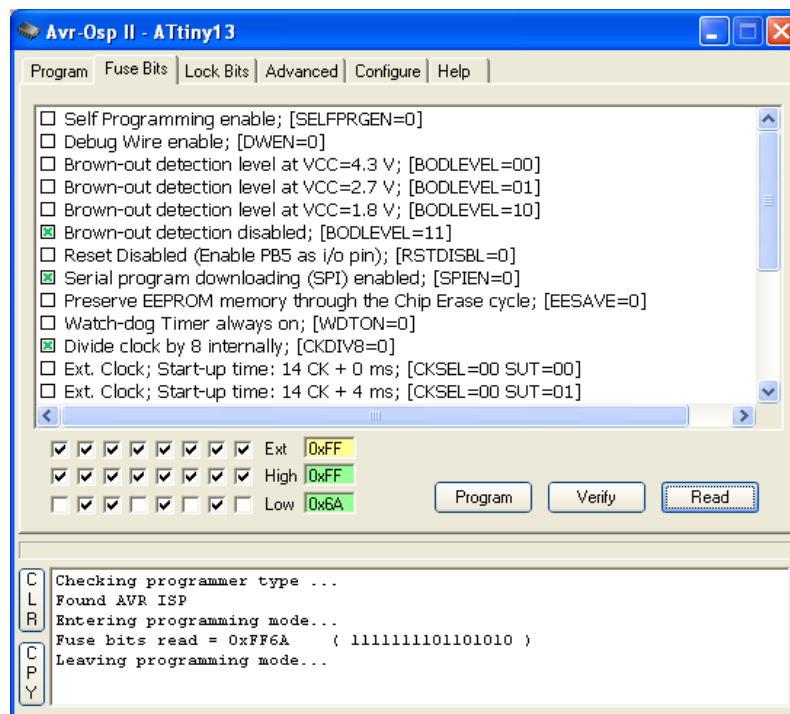 Avr-Osp II - ATtiny13
Program Fuse Bits Lock Bits Advanced Configure Help
Self Programming enable; [SELFPRGEN=0]
Debug Wire enable; [DWEN=0]
Brown-out detection level at VCC=4.3 V; [BODLEVEL=00]
Brown-out detection level at VCC=2.7 V; [BODLEVEL=01]
Brown-out detection level at VCC=1.8 V; [BODLEVEL=10]
Brown-out detection disabled; [BODLEVEL=11]
Reset Disabled (Enable PB5 as i/o pin); [RSTDISBL=0]
Serial program downloading (SPI) enabled; [SPIEN=0]
Preserve EEPROM memory through the Chip Erase cycle; [EESAVE=0]
Watch-dog Timer always on; [WDTON=0]
Divide clock by 8 internally; [CKDIV8=0]
Ext. Clock; Start-up time: 14 CK + 0 ms; [CKSEL=00 SUT=00]
Ext. Clock; Start-up time: 14 CK + 4 ms; [CKSEL=00 SUT=01]
Ext 0xFF
High 0xFF
Low 0x6A
Program Verify Read
CLR
CPY
Checking programmer type ...
Found AVR ISP
Entering programming mode...
Fuse bits read = 0xFF6A ( 1111111101101010 )
Leaving programming mode...